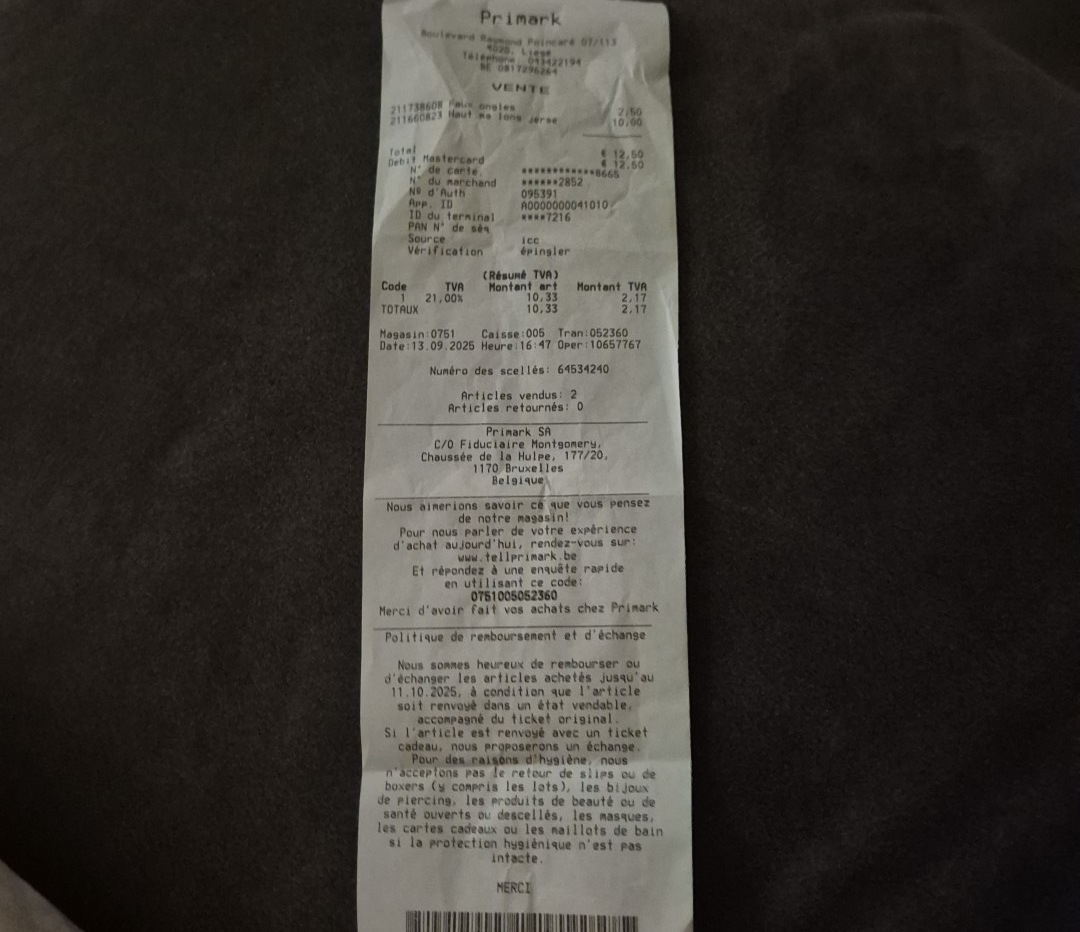 Primark
Boulevard Raymond Poincaré 07/113
4020, Liege
Téléphone 043422194
BE 0817296264
VENTE
211738608 Faux ongles 2,50
211660823 Haut ma long jerse 10,00
Total € 12,50
Debit Mastercard € 12,50
N° de carte. ************8665
N° du marchand ******2852
Nº d'Auth 095391
App. ID A0000000041010
ID du terminal ****7216
PAN N° de séq
Source icc
Vérification épingler
(Résumé TVA)
Code TVA Montant art Montant TVA
1 21,00% 10,33 2,17
TOTAUX 10,33 2,17
Magasin:0751 Caisse:005 Tran:052360
Date:13.09.2025 Heure:16:47 Oper:10657767
Numéro des scellés: 64534240
Articles vendus: 2
Articles retournés: 0
Primark SA
C/O Fiduciaire Montgomery,
Chaussée de la Hulpe, 177/20,
1170 Bruxelles
Belgique
Nous aimerions savoir ce que vous pensez
de notre magasin!
Pour nous parler de votre expérience
d'achat aujourd'hui, rendez-vous sur:
www.tellprimark.be
Et répondez à une enquête rapide
en utilisant ce code:
0751005052360
Merci d'avoir fait vos achats chez Primark
Politique de remboursement et d'échange
Nous sommes heureux de rembourser ou
d'échanger les articles achetés jusqu'au
11.10.2025, à condition que l'article
soit renvoyé dans un état vendable,
accompagné du ticket original.
Si l'article est renvoyé avec un ticket
cadeau, nous proposerons un échange.
Pour des raisons d'hygiène, nous
n'acceptons pas le retour de slips ou de
boxers (y compris les lots), les bijoux
de piercing, les produits de beauté ou de
santé ouverts ou descellés, les masques,
les cartes cadeaux ou les maillots de bain
si la protection hygiénique n'est pas
intacte.
MERCI